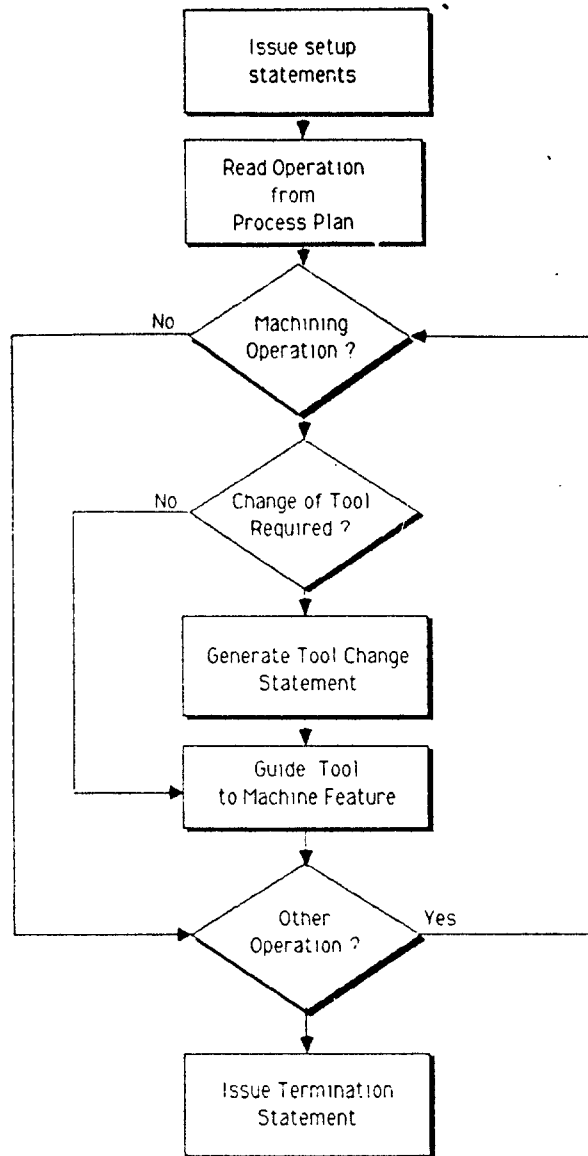 Issue setup
statements
Read Operation
from
Process Plan
No
Machining
Operation ?
No
Change of Tool
Required ?
Generate Tool Change
Statement
Guide Tool
to Machine Feature
Other
Operation ?
Yes
Issue Termination
Statement